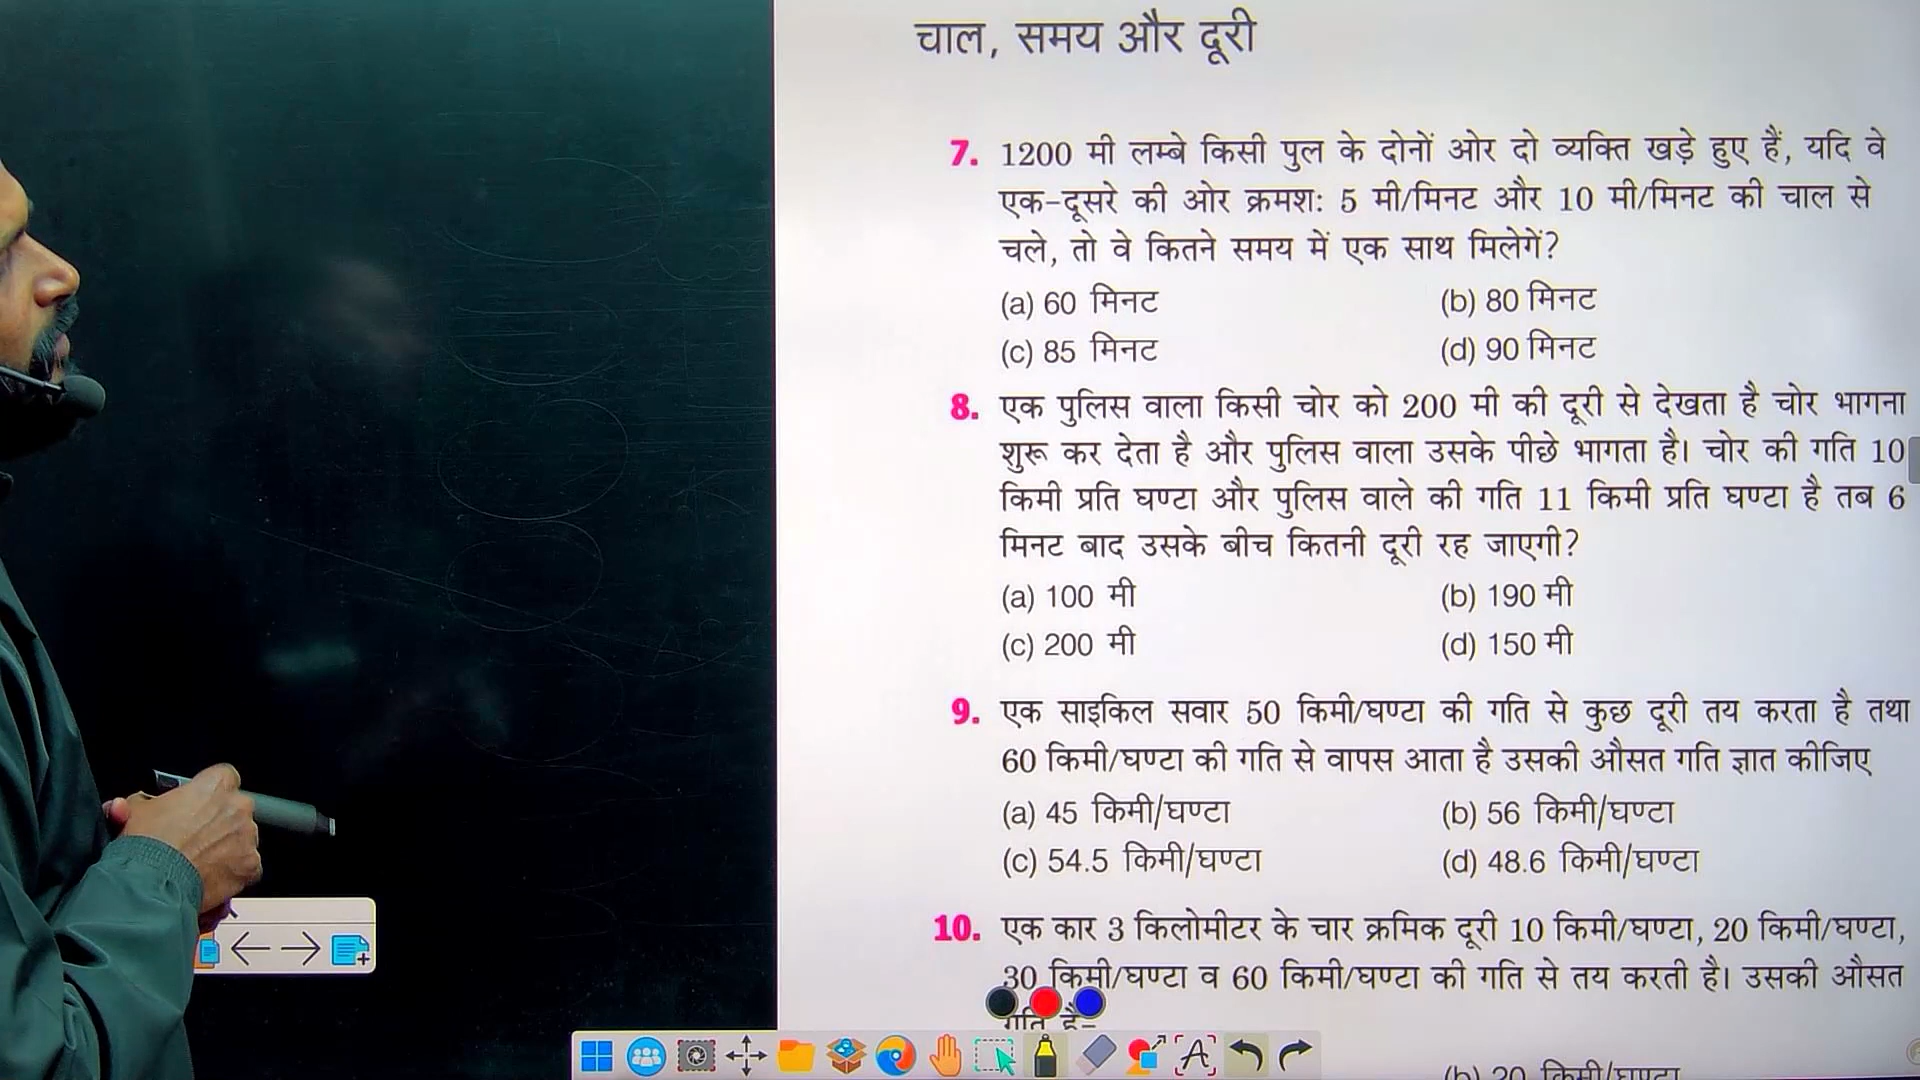 चाल, समय और दूरी
7. 1200 मी लम्बे किसी पुल के दोनों ओर दो व्यक्ति खड़े हुए हैं, यदि वे
एक-दूसरे की ओर क्रमश: 5 मी/मिनट और 10 मी/मिनट की चाल से
चले, तो वे कितने समय में एक साथ मिलेगें?
(a) 60 मिनट (b) 80 मिनट
(c) 85 मिनट (d) 90 मिनट
8. एक पुलिस वाला किसी चोर को 200 मी की दूरी से देखता है चोर भागना
शुरू कर देता है और पुलिस वाला उसके पीछे भागता है। चोर की गति 10
किमी प्रति घण्टा और पुलिस वाले की गति 11 किमी प्रति घण्टा है तब 6
मिनट बाद उसके बीच कितनी दूरी रह जाएगी?
(a) 100 मी (b) 190 मी
(c) 200 मी (d) 150 मी
9. एक साइकिल सवार 50 किमी/घण्टा की गति से कुछ दूरी तय करता है तथा
60 किमी/घण्टा की गति से वापस आता है उसकी औसत गति ज्ञात कीजिए
(a) 45 किमी/घण्टा (b) 56 किमी/घण्टा
(c) 54.5 किमी/घण्टा (d) 48.6 किमी/घण्टा
10. एक कार 3 किलोमीटर के चार क्रमिक दूरी 10 किमी/घण्टा, 20 किमी/घण्टा,
30 किमी/घण्टा व 60 किमी/घण्टा की गति से तय करती है। उसकी औसत
गति है-
(b) 20 किमी/घण्टा